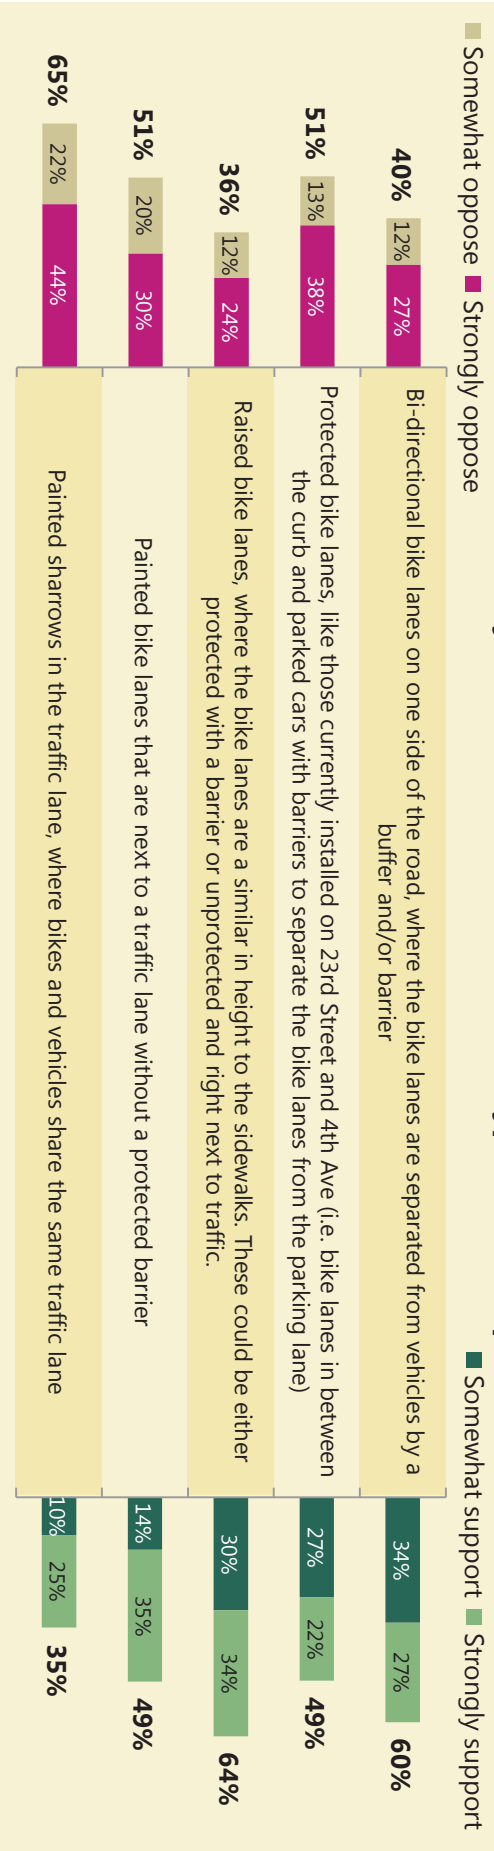 Somewhat oppose Strongly oppose Somewhat support Strongly support
40% 12% 27% Bi-directional bike lanes on one side of the road, where the bike lanes are separated from vehicles by a
buffer and/or barrier 34% 27% 60%
51% 13% 38% Protected bike lanes, like those currently installed on 23rd Street and 4th Ave (i.e. bike lanes in between
the curb and parked cars with barriers to separate the bike lanes from the parking lane) 27% 22% 49%
36% 12% 24% Raised bike lanes, where the bike lanes are a similar in height to the sidewalks. These could be either
protected with a barrier or unprotected and right next to traffic. 30% 34% 64%
51% 20% 30% Painted bike lanes that are next to a traffic lane without a protected barrier 14% 35% 49%
65% 22% 44% Painted sharrows in the traffic lane, where bikes and vehicles share the same traffic lane 10% 25% 35%